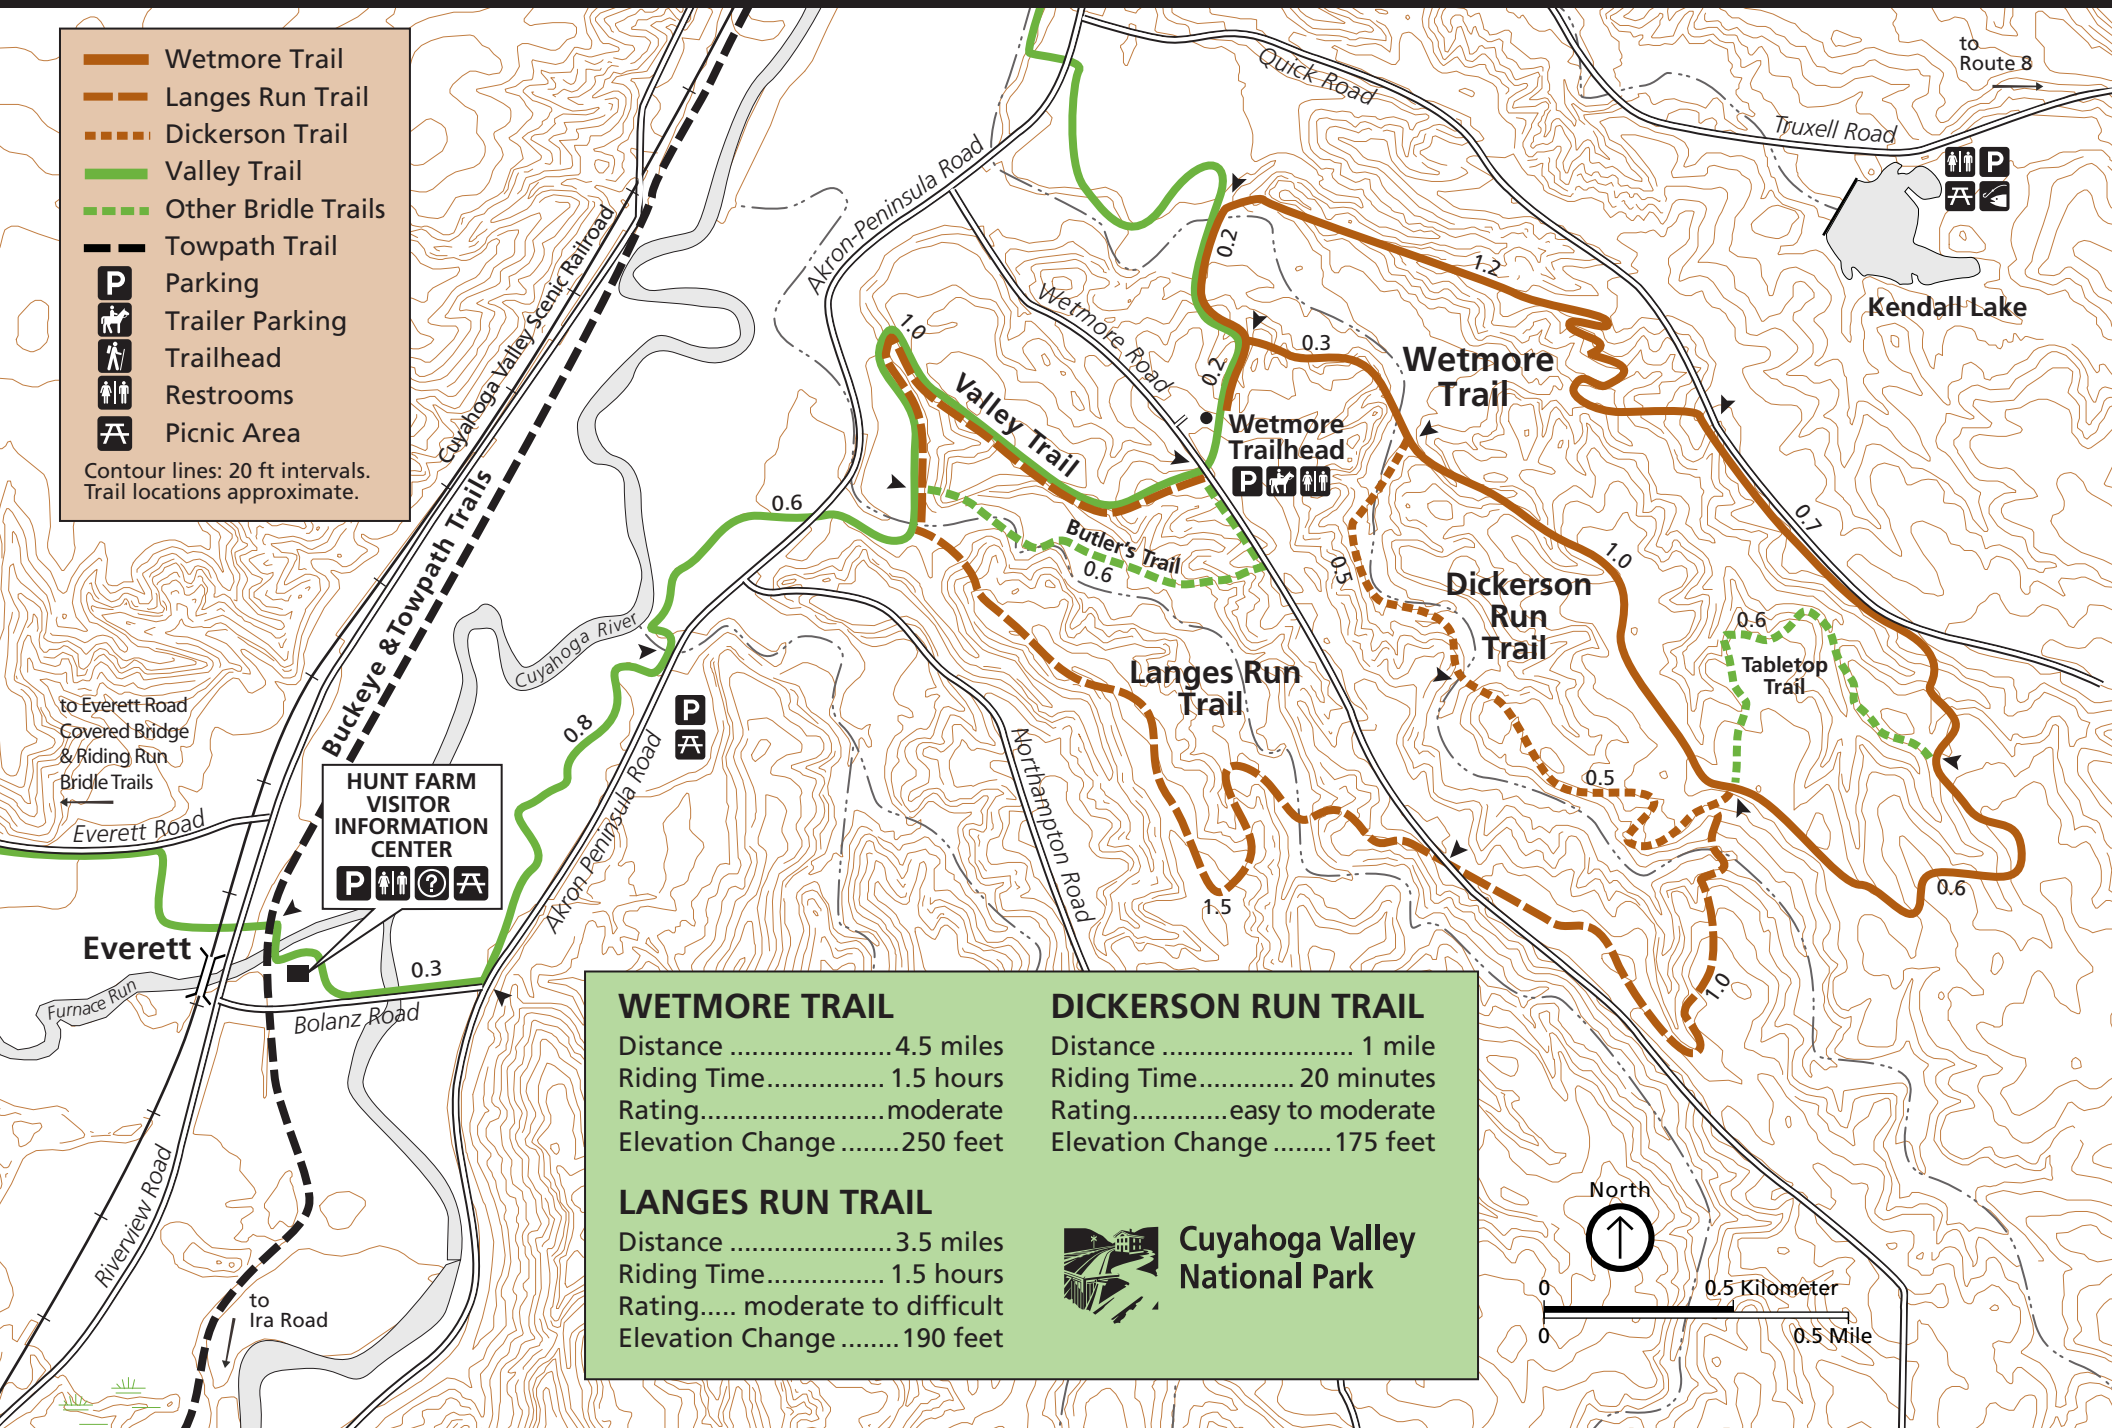 Wetmore Trail
Langes Run Trail
Dickerson Trail
Valley Trail
Other Bridle Trails
Towpath Trail
P
Parking
Trailer Parking
Trailhead
Restrooms
Picnic Area
Contour lines: 20 ft intervals.
Trail locations approximate.
Cuyahoga Valley Scenic Railroad
Buckeye & Towpath Trails
Akron-Peninsula Road
Quick Road
Truxell Road
to
Route 8
P
Kendall Lake
Wetmore Road
0.2
1.2
0.3
0.2
1.0
Valley Trail
Wetmore
Trail
Wetmore
Trailhead
P
0.6
Butler's Trail
0.6
0.5
1.0
0.7
Dickerson
Run
Trail
0.6
Tabletop
Trail
Cuyahoga River
Langes Run
Trail
P
0.8
Akron Peninsula Road
Northampton Road
0.5
0.6
1.5
1.0
to Everett Road
Covered Bridge
& Riding Run
Bridle Trails
Everett Road
HUNT FARM
VISITOR
INFORMATION
CENTER
P
?
Everett
0.3
Furnace Run
Bolanz Road
Riverview Road
to
Ira Road
WETMORE TRAIL
Distance ...................... 4.5 miles
Riding Time................ 1.5 hours
Rating.........................moderate
Elevation Change ........250 feet
LANGES RUN TRAIL
Distance ...................... 3.5 miles
Riding Time................ 1.5 hours
Rating..... moderate to difficult
Elevation Change ........190 feet
DICKERSON RUN TRAIL
Distance .......................... 1 mile
Riding Time............. 20 minutes
Rating.............easy to moderate
Elevation Change ........175 feet
Cuyahoga Valley
National Park
North
0
0.5 Kilometer
0
0.5 Mile